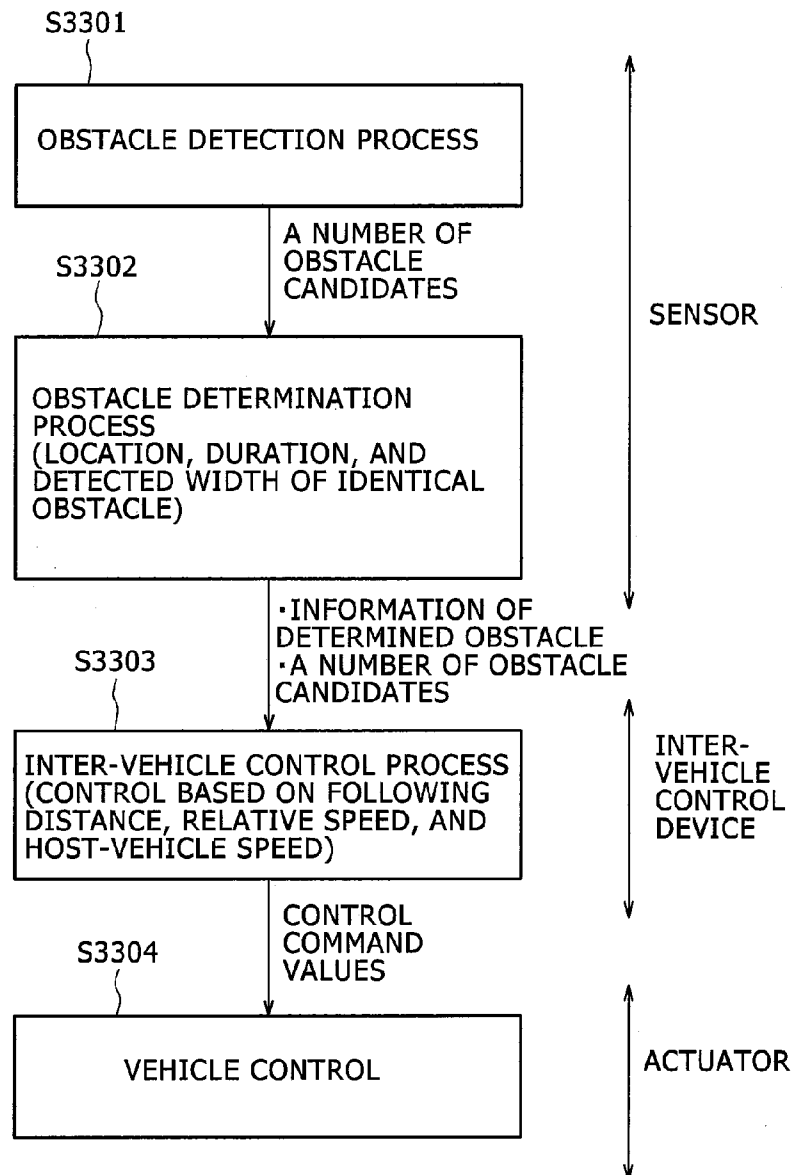 S3301
OBSTACLE DETECTION PROCESS
A NUMBER OF
OBSTACLE
CANDIDATES
S3302
SENSOR
OBSTACLE DETERMINATION
PROCESS
(LOCATION, DURATION, AND
DETECTED WIDTH OF IDENTICAL
OBSTACLE)
・INFORMATION OF
DETERMINED OBSTACLE
・A NUMBER OF OBSTACLE
CANDIDATES
S3303
INTER-VEHICLE CONTROL PROCESS
(CONTROL BASED ON FOLLOWING
DISTANCE, RELATIVE SPEED, AND
HOST-VEHICLE SPEED)
INTER-
VEHICLE
CONTROL
DEVICE
CONTROL
COMMAND
VALUES
S3304
VEHICLE CONTROL
ACTUATOR